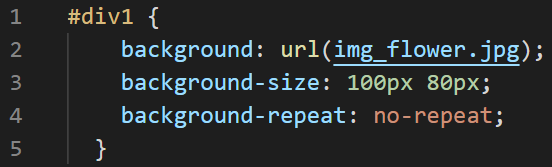 1 #div1 {
2 background: url(img_flower.jpg);
3 background-size: 100px 80px;
4 background-repeat: no-repeat;
5 }